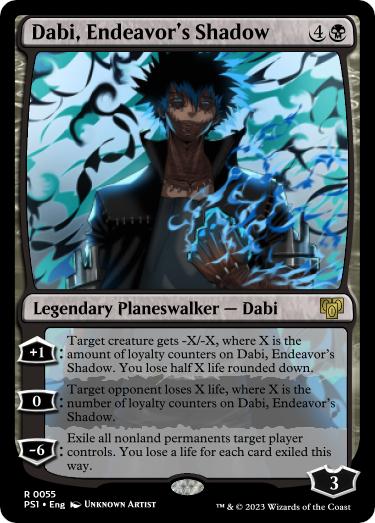 Dabi, Endeavor's Shadow 4
Legendary Planeswalker — Dabi
+1: Target creature gets -X/-X, where X is the
amount of loyalty counters on Dabi, Endeavor's
Shadow. You lose half X life rounded down.
0: Target opponent loses X life, where X is the
number of loyalty counters on Dabi, Endeavor's
Shadow.
-6: Exile all nonland permanents target player
controls. You lose a life for each card exiled this
way.
3
R 0055
PS1 • Eng Unknown Artist
™ & © 2023 Wizards of the Coast